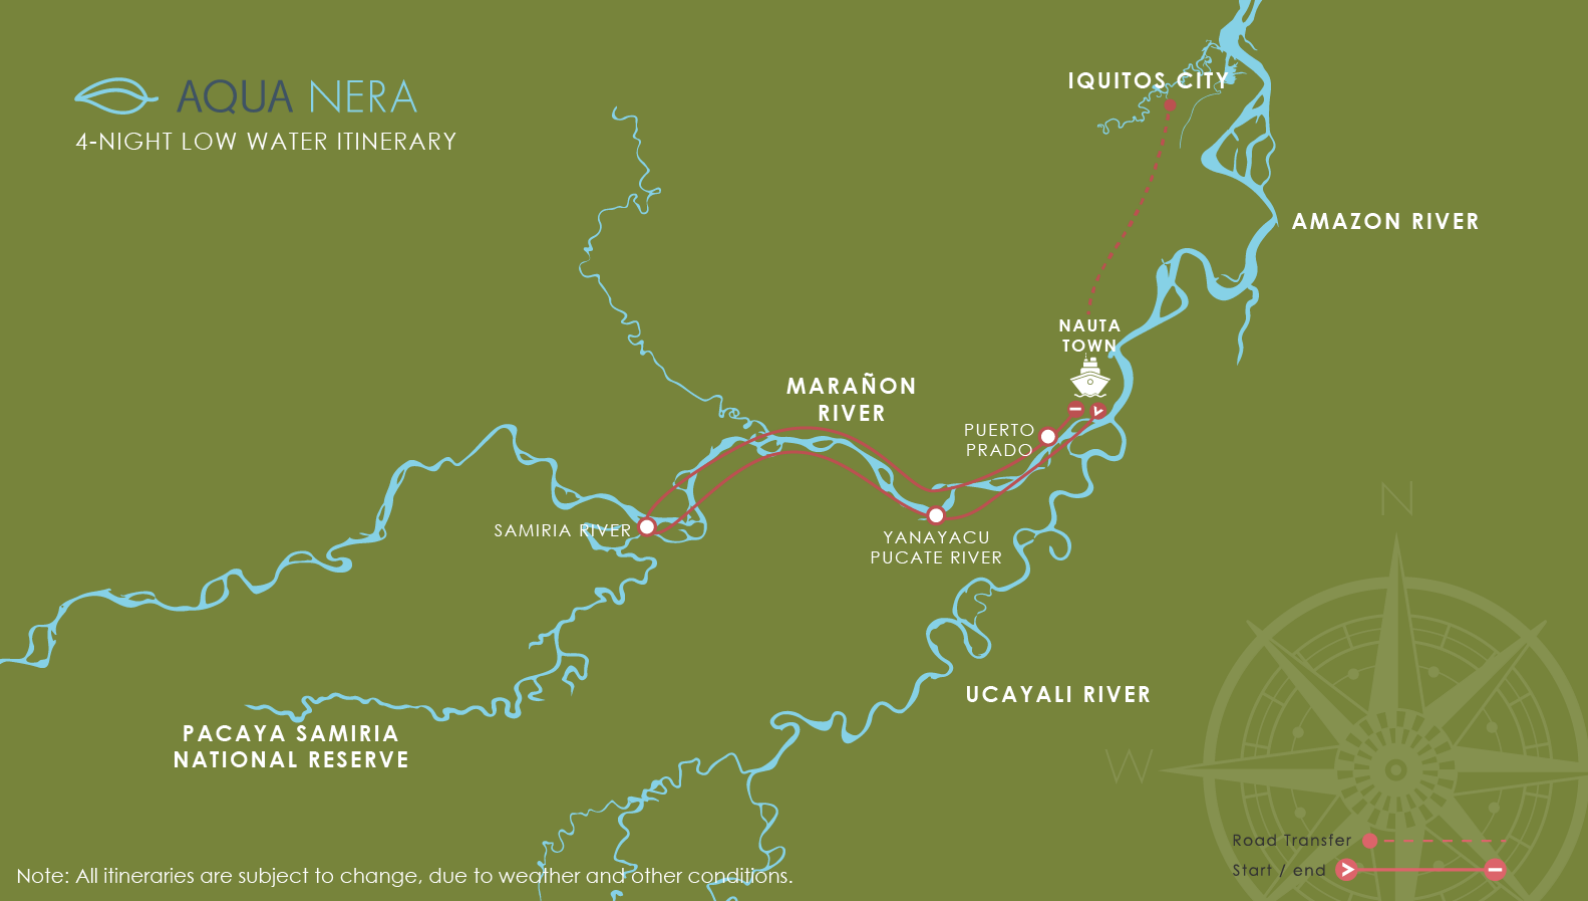 AQUA NERA
4-NIGHT LOW WATER ITINERARY
IQUITOS CITY
AMAZON RIVER
NAUTA
TOWN
MARAÑON
RIVER
PUERTO
PRADO
SAMIRIA RIVER
YANAYACU
PUCATE RIVER
N
UCAYALI RIVER
PACAYA SAMIRIA
NATIONAL RESERVE
W
Road Transfer
Start / end
Note: All itineraries are subject to change, due to weather and other conditions.